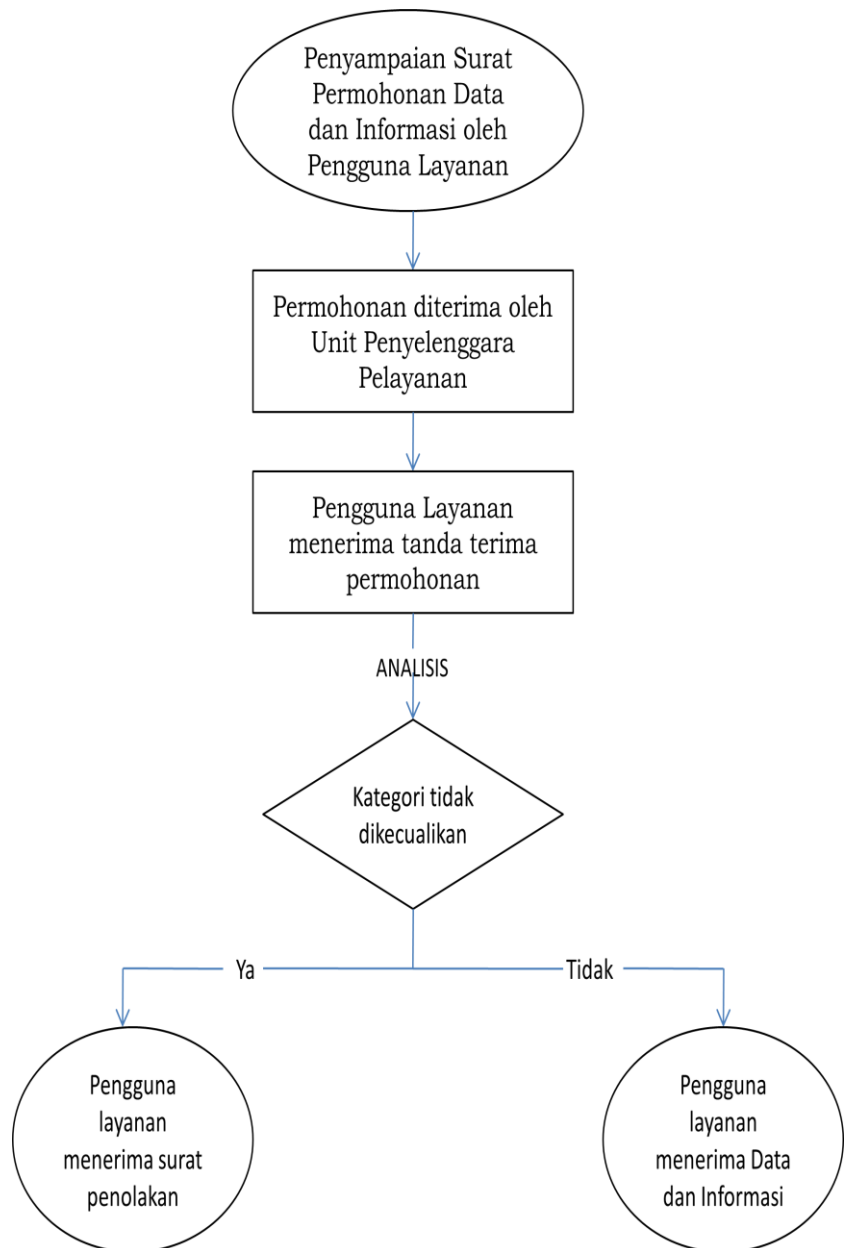 Penyampaian Surat
Permohonan Data
dan Informasi oleh
Pengguna Layanan
Permohonan diterima oleh
Unit Penyelenggara
Pelayanan
Pengguna Layanan
menerima tanda terima
permohonan
ANALISIS
Kategori tidak
dikecualikan
Ya
Tidak
Pengguna
layanan
menerima surat
penolakan
Pengguna
layanan
menerima Data
dan Informasi